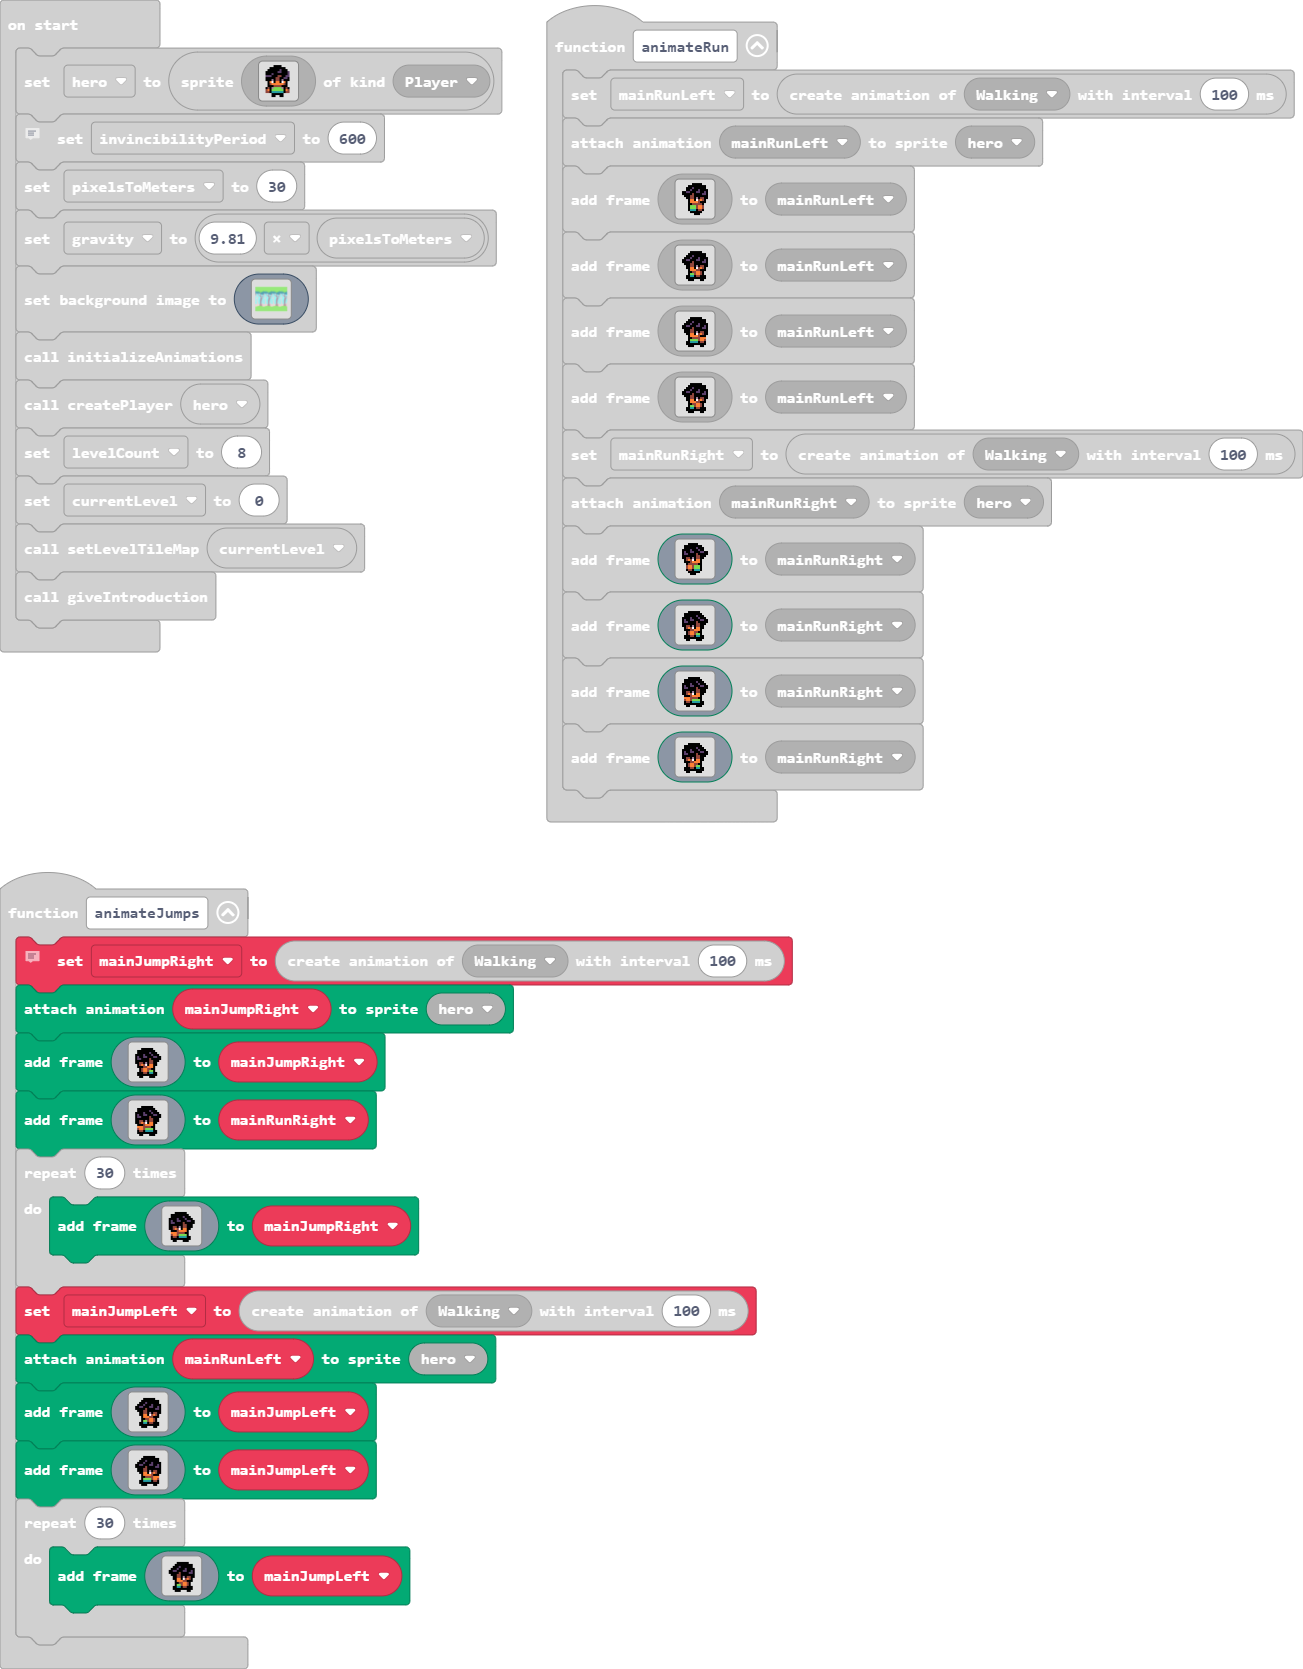 on start
set hero to sprite of kind Player
set invincibilityPeriod to 600
set pixelsToMeters to 30
set gravity to 9.81 × pixelsToMeters
set background image to
call initializeAnimations
call createPlayer hero
set levelCount to 8
set currentLevel to 0
call setLevelTileMap currentLevel
call giveIntroduction
function animateRun
set mainRunLeft to create animation of Walking with interval 100 ms
attach animation mainRunLeft to sprite hero
add frame to mainRunLeft
add frame to mainRunLeft
add frame to mainRunLeft
add frame to mainRunLeft
set mainRunRight to create animation of Walking with interval 100 ms
attach animation mainRunRight to sprite hero
add frame to mainRunRight
add frame to mainRunRight
add frame to mainRunRight
add frame to mainRunRight
function animateJumps
set mainJumpRight to create animation of Walking with interval 100 ms
attach animation mainJumpRight to sprite hero
add frame to mainJumpRight
add frame to mainRunRight
repeat 30 times
do
add frame to mainJumpRight
set mainJumpLeft to create animation of Walking with interval 100 ms
attach animation mainRunLeft to sprite hero
add frame to mainJumpLeft
add frame to mainJumpLeft
repeat 30 times
do
add frame to mainJumpLeft